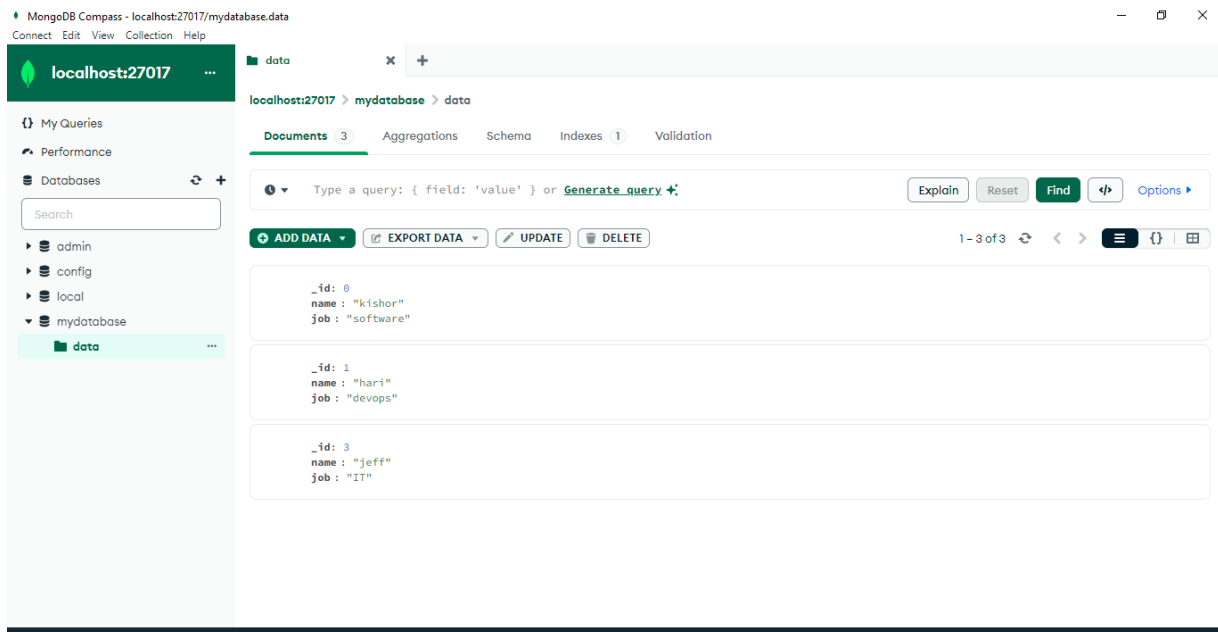 MongoDB Compass - localhost:27017/mydatabase.data
Connect Edit View Collection Help
localhost:27017 ...
data
localhost:27017 > mydatabase > data
{} My Queries
Performance
Databases
Search
admin
config
local
mydatabase
data ...
Documents 3 Aggregations Schema Indexes 1 Validation
Type a query: { field: 'value' } or Generate query
Explain Reset Find </> Options
ADD DATA EXPORT DATA UPDATE DELETE
1 – 3 of 3 {}
_id: 0
name : "kishor"
job : "software"
_id: 1
name : "hari"
job : "devops"
_id: 3
name : "jeff"
job : "IT"